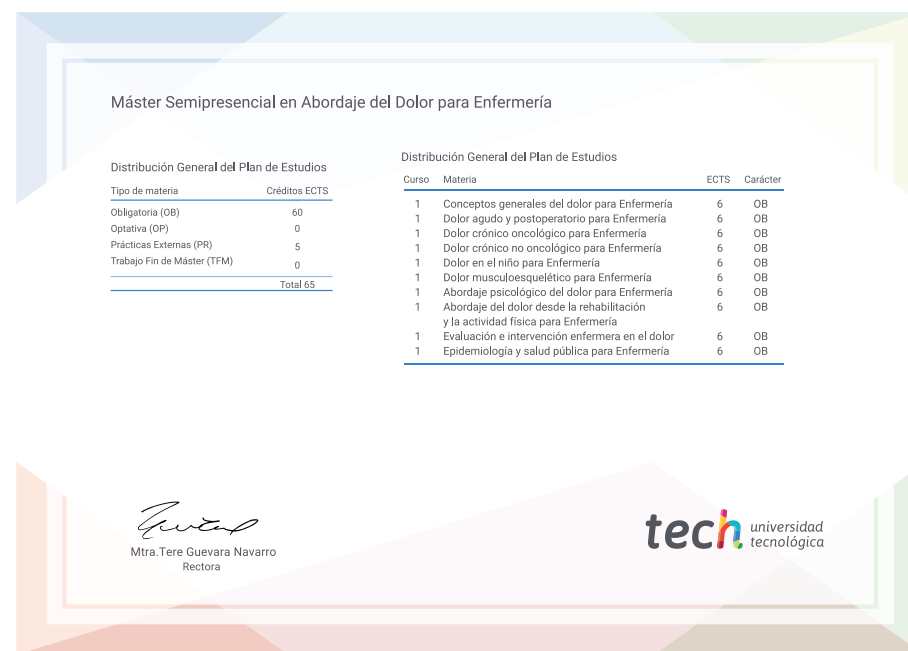 Máster Semipresencial en Abordaje del Dolor para Enfermería
Distribución General del Plan de Estudios
Tipo de materia Créditos ECTS
Obligatoria (OB) 60
Optativa (OP) 0
Prácticas Externas (PR) 5
Trabajo Fin de Máster (TFM) 0
Total 65
Distribución General del Plan de Estudios
Curso Materia ECTS Carácter
1 Conceptos generales del dolor para Enfermería 6 OB
1 Dolor agudo y postoperatorio para Enfermería 6 OB
1 Dolor crónico oncológico para Enfermería 6 OB
1 Dolor crónico no oncológico para Enfermería 6 OB
1 Dolor en el niño para Enfermería 6 OB
1 Dolor musculoesquelético para Enfermería 6 OB
1 Abordaje psicológico del dolor para Enfermería 6 OB
1 Abordaje del dolor desde la rehabilitación 6 OB
y la actividad física para Enfermería
1 Evaluación e intervención enfermera en el dolor 6 OB
1 Epidemiología y salud pública para Enfermería 6 OB
Mtra.Tere Guevara Navarro
Rectora
tech universidad
tecnológica